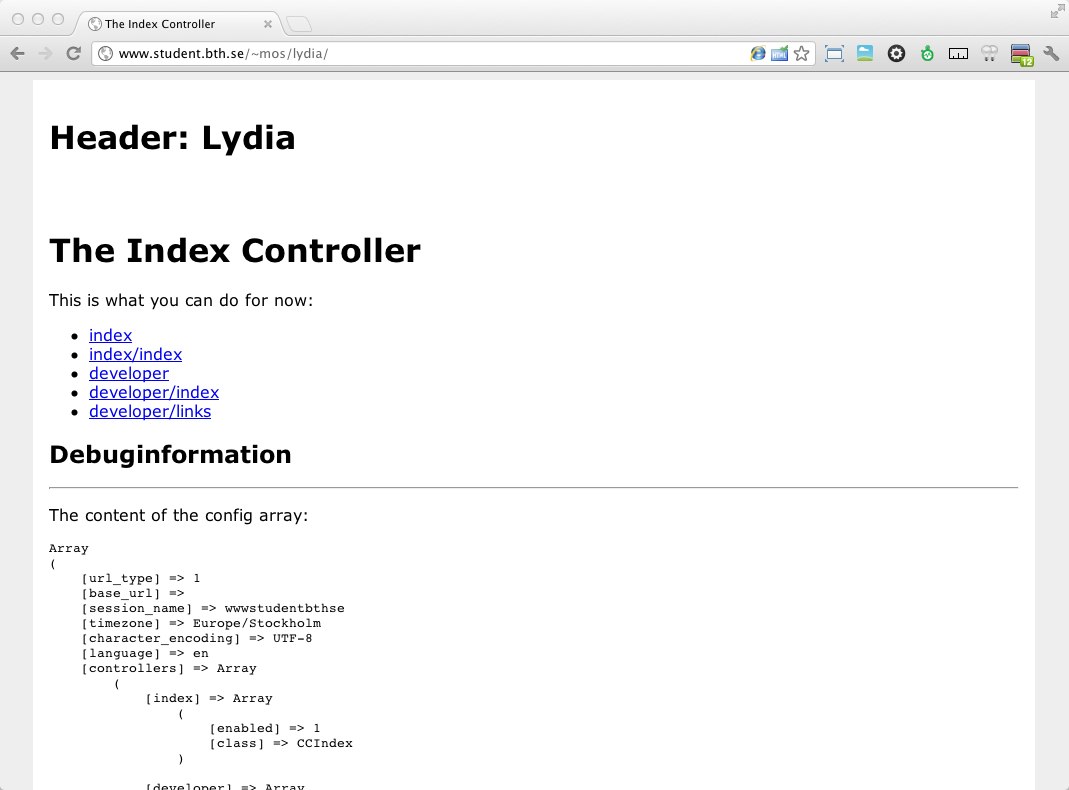 The Index Controller
www.student.bth.se/~mos/lydia/
12
Header: Lydia
The Index Controller
This is what you can do for now:
index
index/index
developer
developer/index
developer/links
Debuginformation
The content of the config array:
Array
(
    [url_type] => 1
    [base_url] =>
    [session_name] => wwwstudentbthse
    [timezone] => Europe/Stockholm
    [character_encoding] => UTF-8
    [language] => en
    [controllers] => Array
        (
            [index] => Array
                (
                    [enabled] => 1
                    [class] => CCIndex
                )
            [developer] => Array